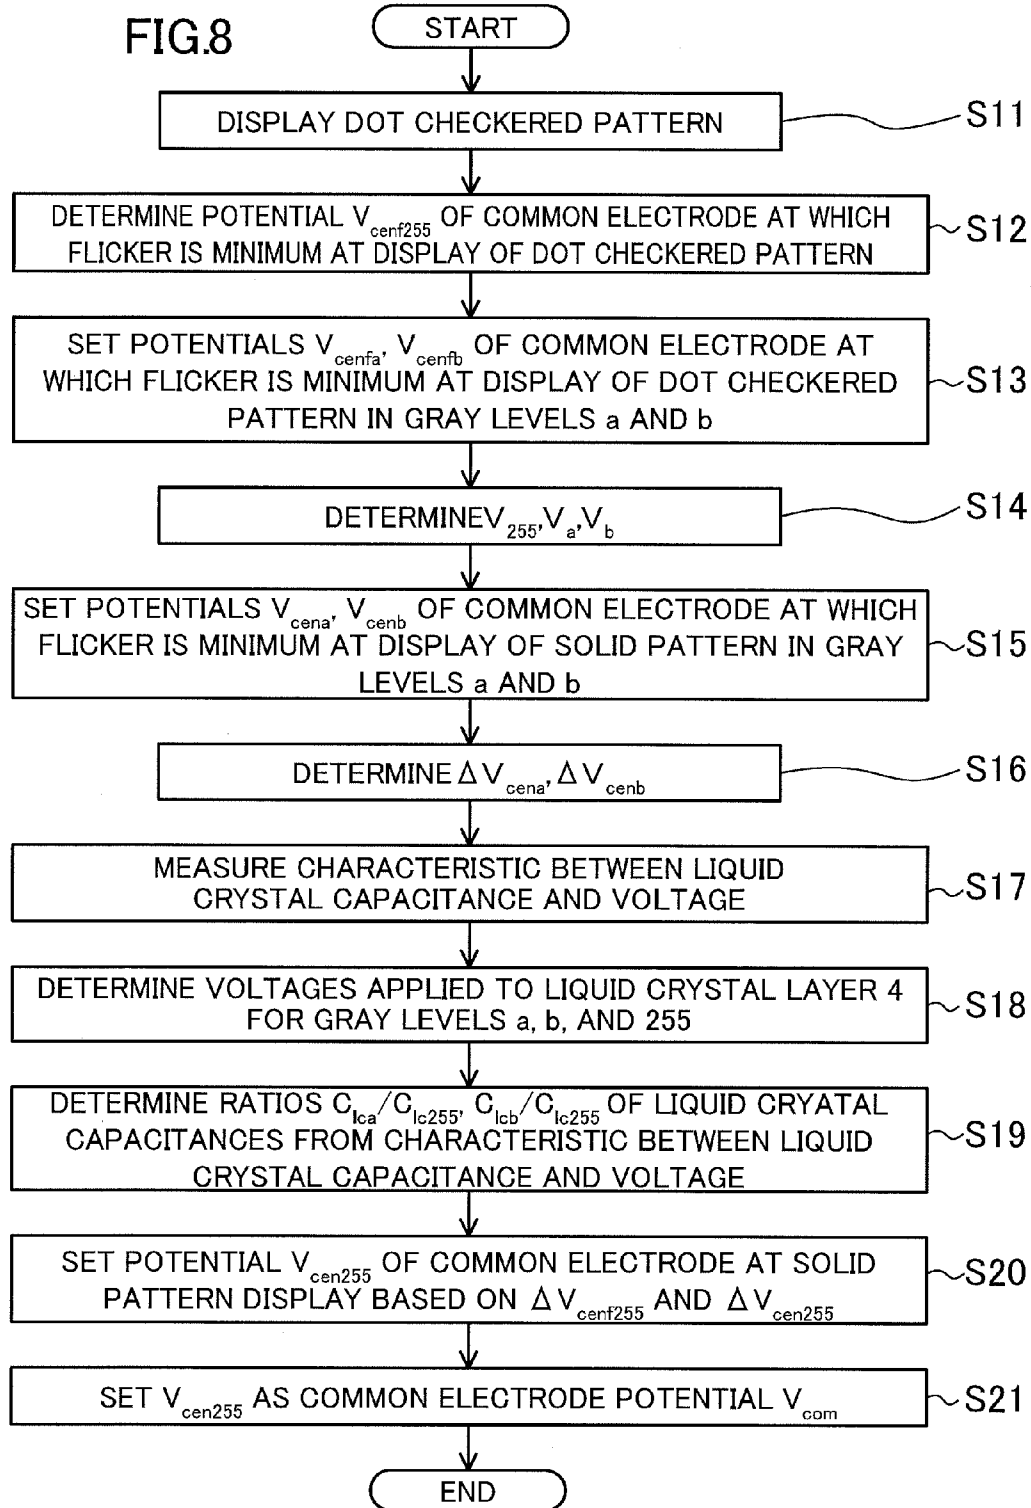 FIG.8
START
DISPLAY DOT CHECKERED PATTERN
S11
DETERMINE POTENTIAL Vcenf255 OF COMMON ELECTRODE AT WHICH
FLICKER IS MINIMUM AT DISPLAY OF DOT CHECKERED PATTERN
S12
SET POTENTIALS Vcenfa, Vcenfb OF COMMON ELECTRODE AT
WHICH FLICKER IS MINIMUM AT DISPLAY OF DOT CHECKERED
PATTERN IN GRAY LEVELS a AND b
S13
DETERMINEV255,Va,Vb
S14
SET POTENTIALS Vcena, Vcenb OF COMMON ELECTRODE AT WHICH
FLICKER IS MINIMUM AT DISPLAY OF SOLID PATTERN IN GRAY
LEVELS a AND b
S15
DETERMINE ΔVcena, ΔVcenb
S16
MEASURE CHARACTERISTIC BETWEEN LIQUID
CRYSTAL CAPACITANCE AND VOLTAGE
S17
DETERMINE VOLTAGES APPLIED TO LIQUID CRYSTAL LAYER 4
FOR GRAY LEVELS a, b, AND 255
S18
DETERMINE RATIOS Clca/Clc255, Clcb/Clc255 OF LIQUID CRYATAL
CAPACITANCES FROM CHARACTERISTIC BETWEEN LIQUID
CRYSTAL CAPACITANCE AND VOLTAGE
S19
SET POTENTIAL Vcen255 OF COMMON ELECTRODE AT SOLID
PATTERN DISPLAY BASED ON ΔVcenf255 AND ΔVcen255
S20
SET Vcen255 AS COMMON ELECTRODE POTENTIAL Vcom
S21
END